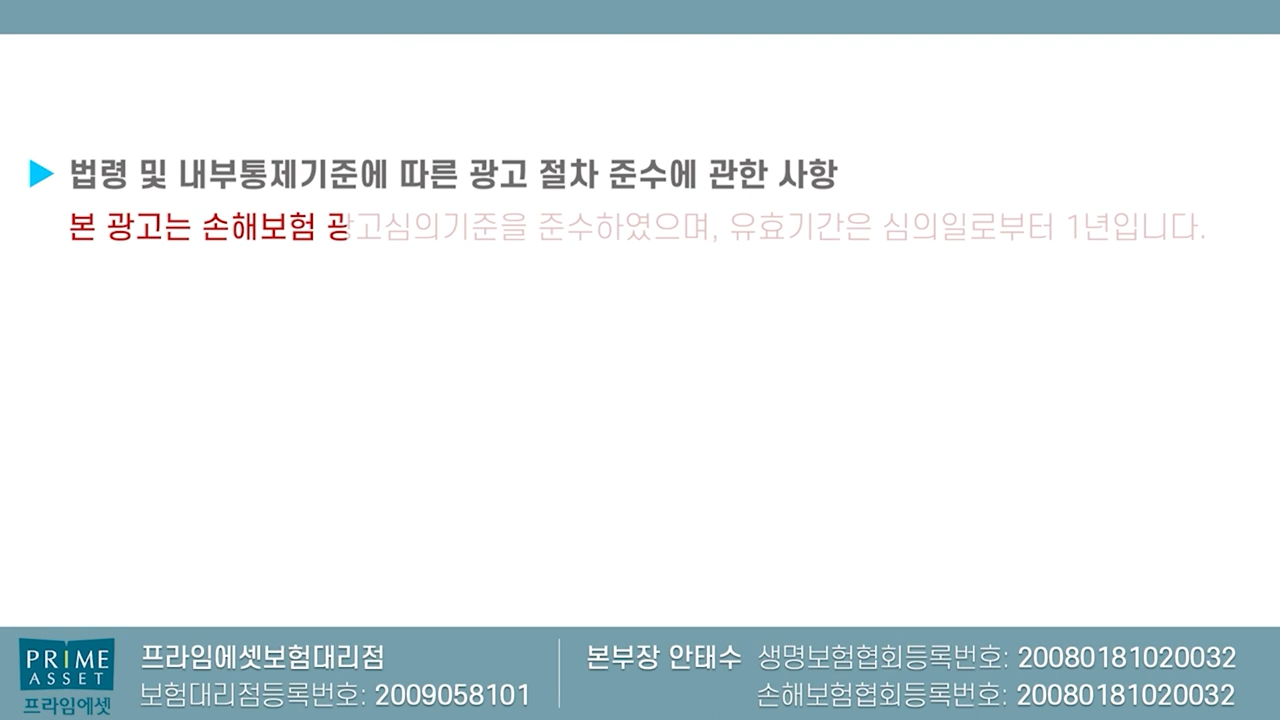 ▶ 법령 및 내부통제기준에 따른 광고 절차 준수에 관한 사항
본 광고는 손해보험 광고심의기준을 준수하였으며, 유효기간은 심의일로부터 1년입니다.
PRIME
ASSET
프라임에셋
프라임에셋보험대리점
보험대리점등록번호: 2009058101
본부장 안태수 생명보험협회등록번호: 20080181020032
손해보험협회등록번호: 20080181020032